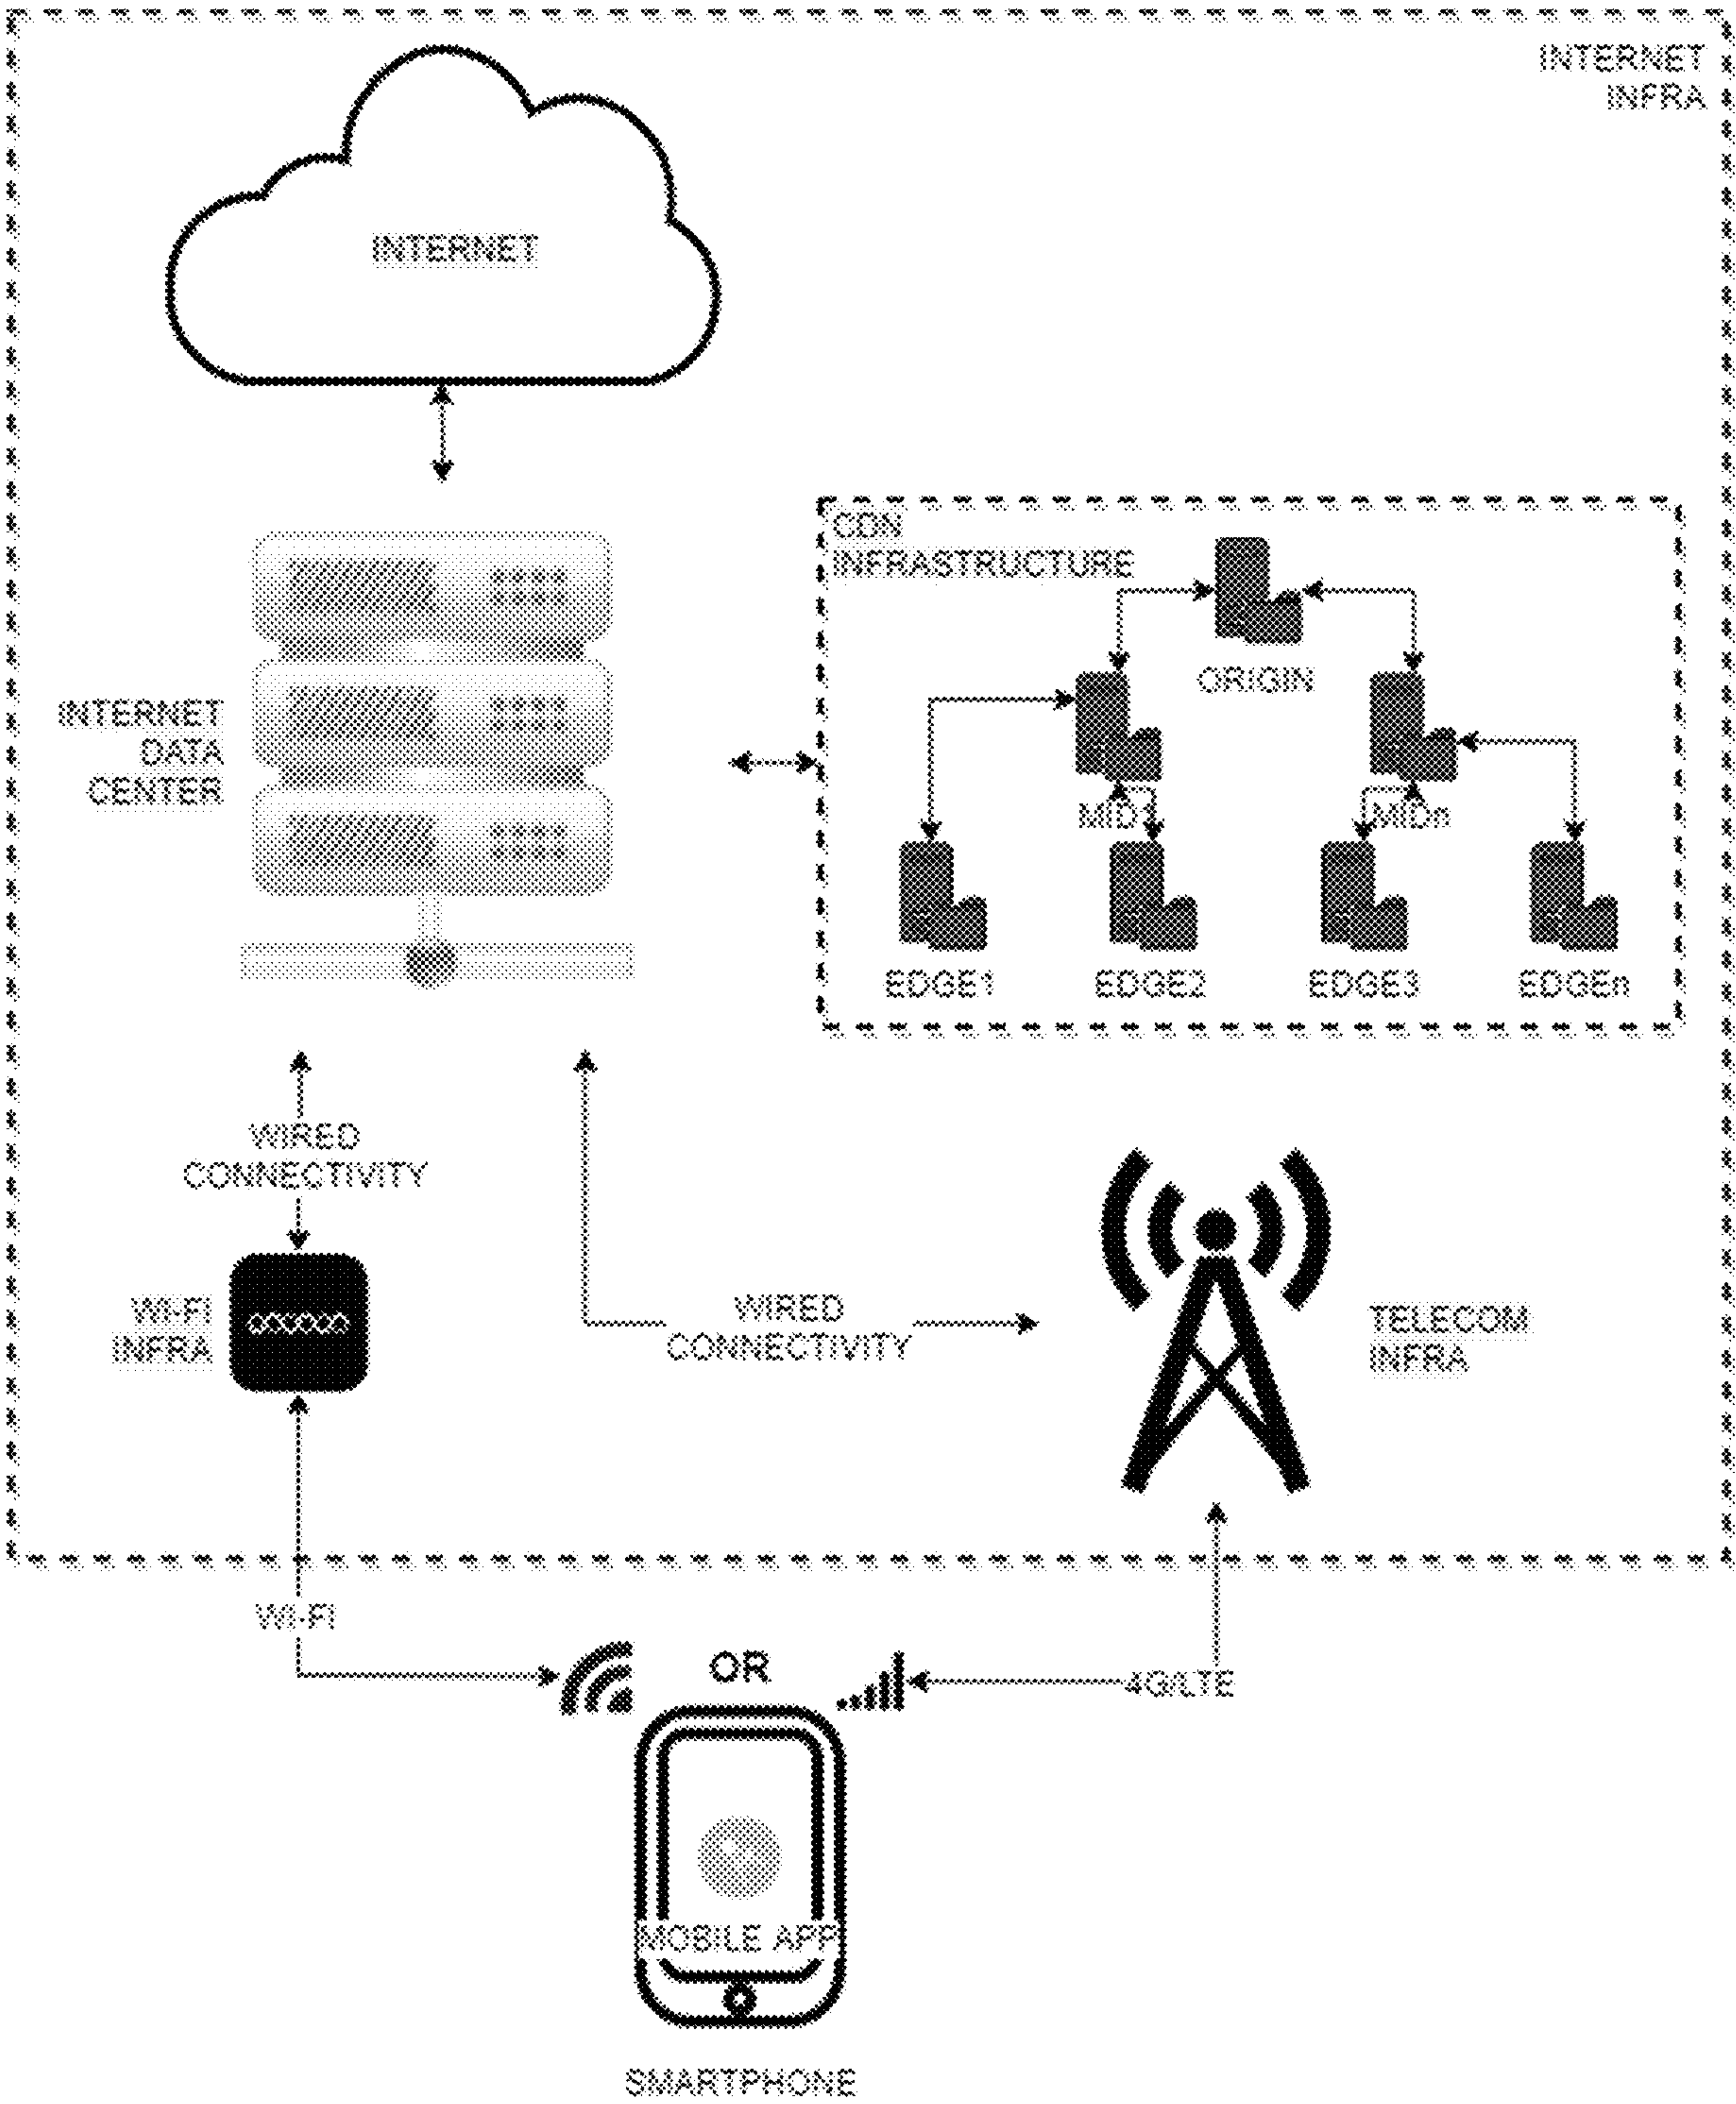 INTERNET
INFRA
INTERNET
CDN
INFRASTRUCTURE
ORIGIN
INTERNET
DATA
CENTER
MID1
MIDn
EDGE1
EDGE2
EDGE3
EDGEn
WIRED
CONNECTIVITY
WI-FI
INFRA
WIRED
CONNECTIVITY
TELECOM
INFRA
WI-FI
OR
4G/LTE
MOBILE APP
SMARTPHONE